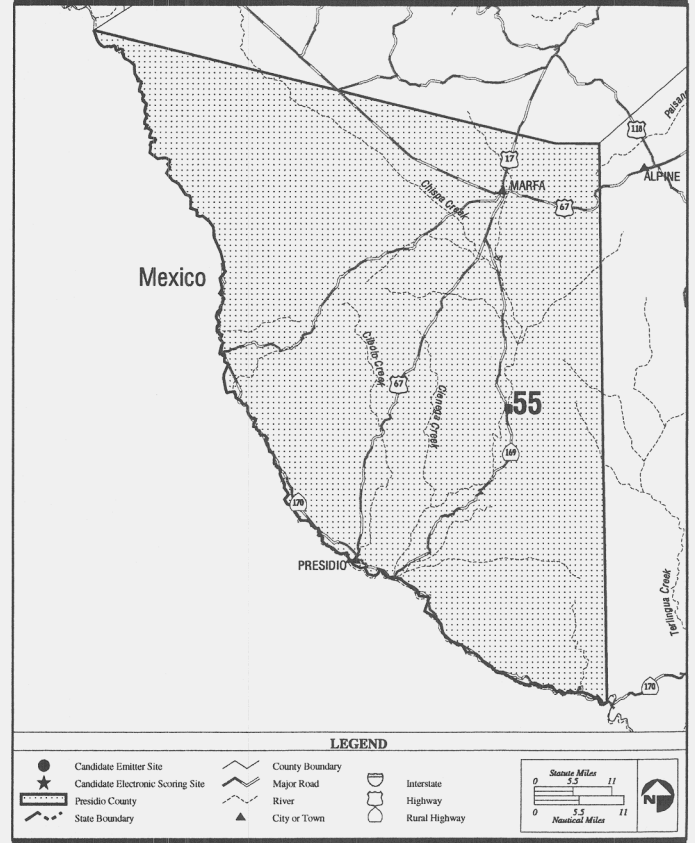 118
Paisano
17
MARFA
ALPINE
Chispa Creek
67
Mexico
Cibolo Creek
67
Cienega Creek
55
169
170
PRESIDIO
Terlingua Creek
170
LEGEND
Candidate Emitter Site
Candidate Electronic Scoring Site
Presidio County
State Boundary
County Boundary
Major Road
River
City or Town
Interstate
Highway
Rural Highway
Statute Miles
0 5.5 11
0 5.5 11
Nautical Miles
N